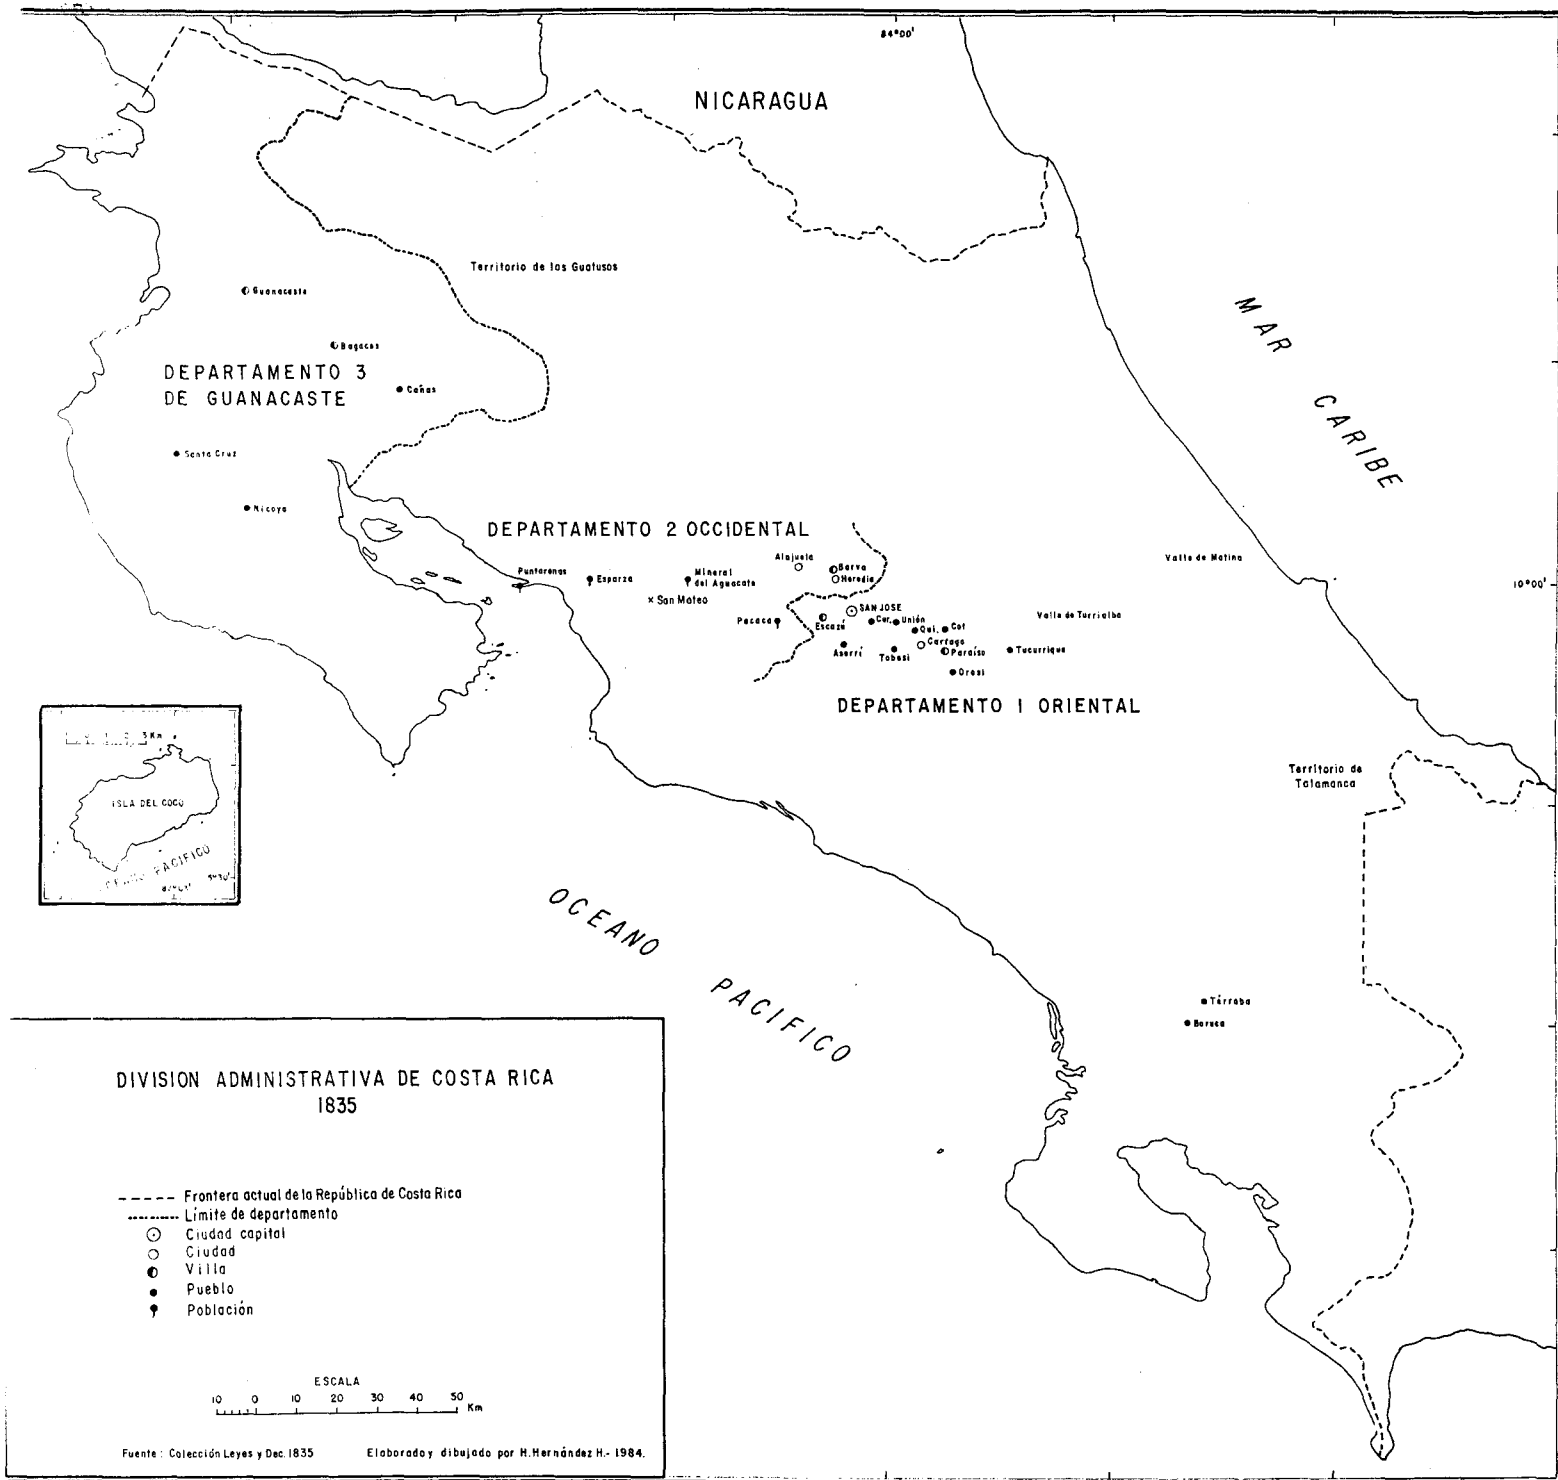 84°00'
NICARAGUA
Territorio de los Guatusos
Guanacaste
Bagaces
DEPARTAMENTO 3
DE GUANACASTE
Cañas
Santa Cruz
Nicoya
MAR CARIBE
DEPARTAMENTO 2 OCCIDENTAL
Puntarenas
Esparza
Mineral
del Aguacate
x San Mateo
Alajuela
Barva
Heredia
Valle de Matina
10°00'
Pacaca
Escazú
SAN JOSE
Cur.
Unión
Qui.
Cot
Valle de Turrialba
Aserrí
Tobosi
Cartago
Paraíso
Tucurrique
Orosi
DEPARTAMENTO 1 ORIENTAL
Territorio de
Talamanca
3 Km
ISLA DEL COCO
OCEANO PACIFICO
OCEANO PACIFICO
Térraba
Boruca
DIVISION ADMINISTRATIVA DE COSTA RICA
1835
Frontera actual de la República de Costa Rica
Límite de departamento
Ciudad capital
Ciudad
Villa
Pueblo
Población
ESCALA
10 0 10 20 30 40 50
Km
Fuente: Colección Leyes y Dec. 1835
Elaborado y dibujado por H. Hernández H.- 1984.